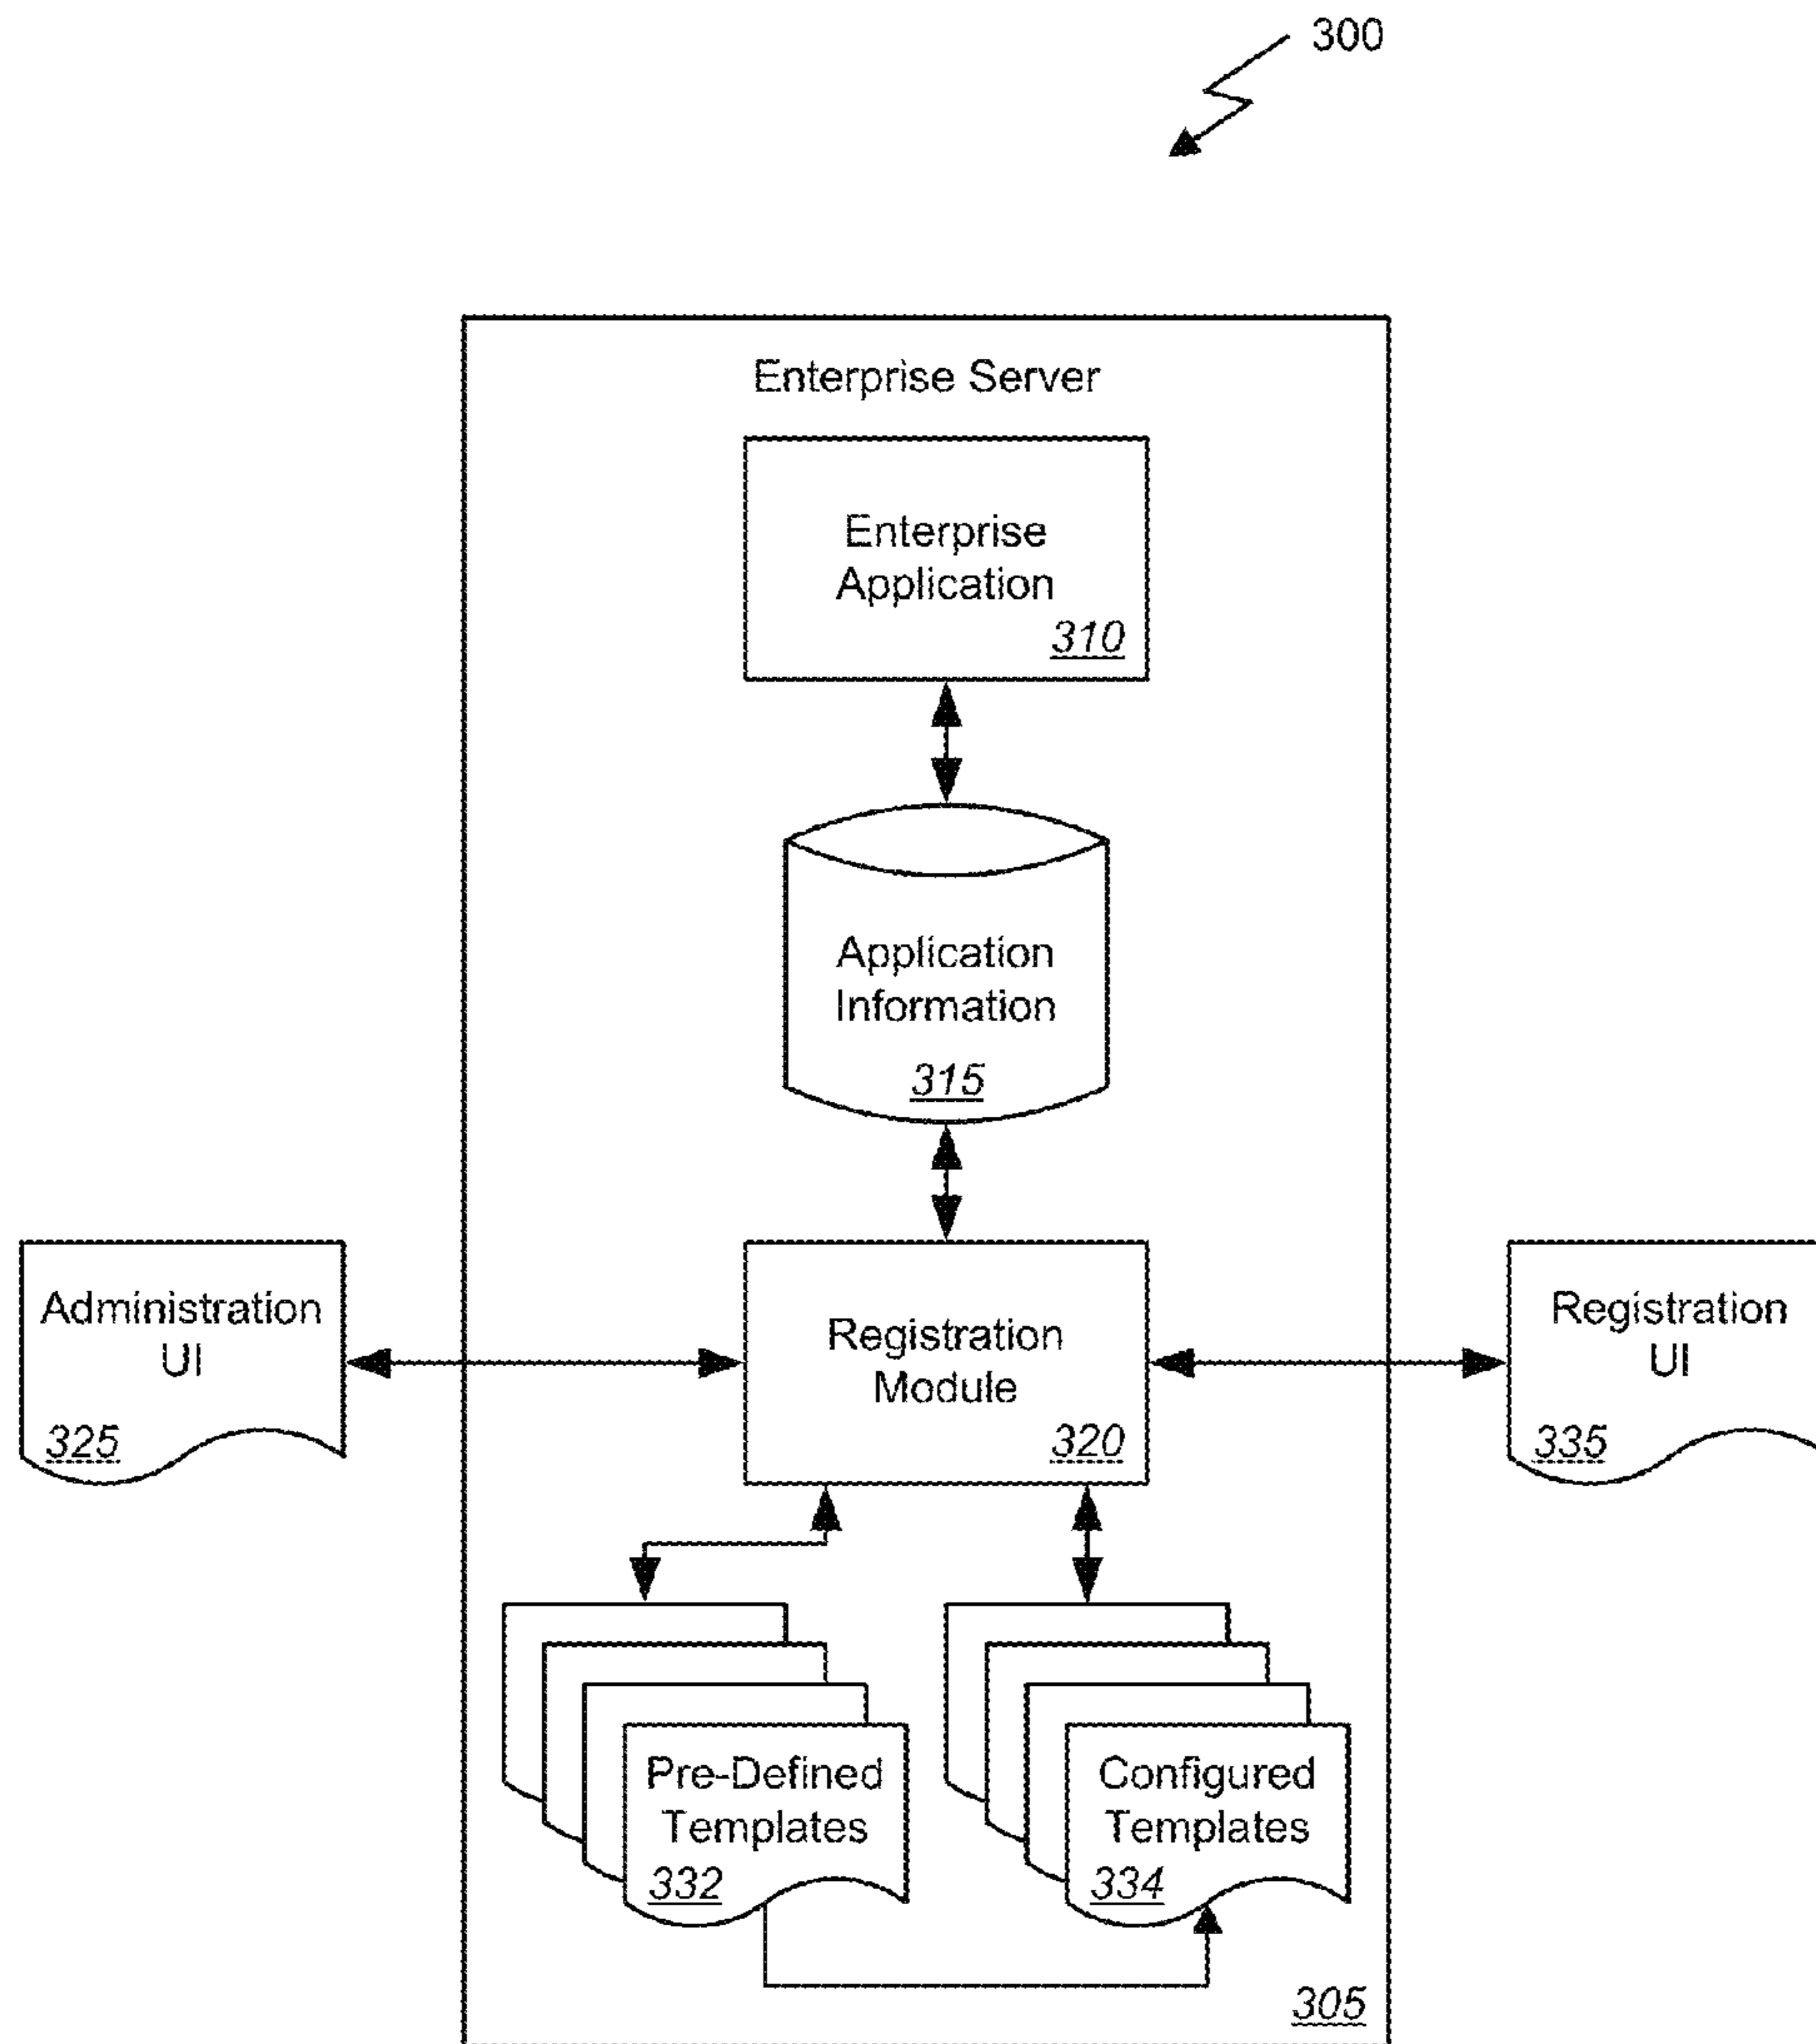 300
Enterprise Server
Enterprise
Application
310
Application
Information
315
Administration
UI
325
Registration
Module
320
Registration
UI
335
Pre-Defined
Templates
332
Configured
Templates
334
305